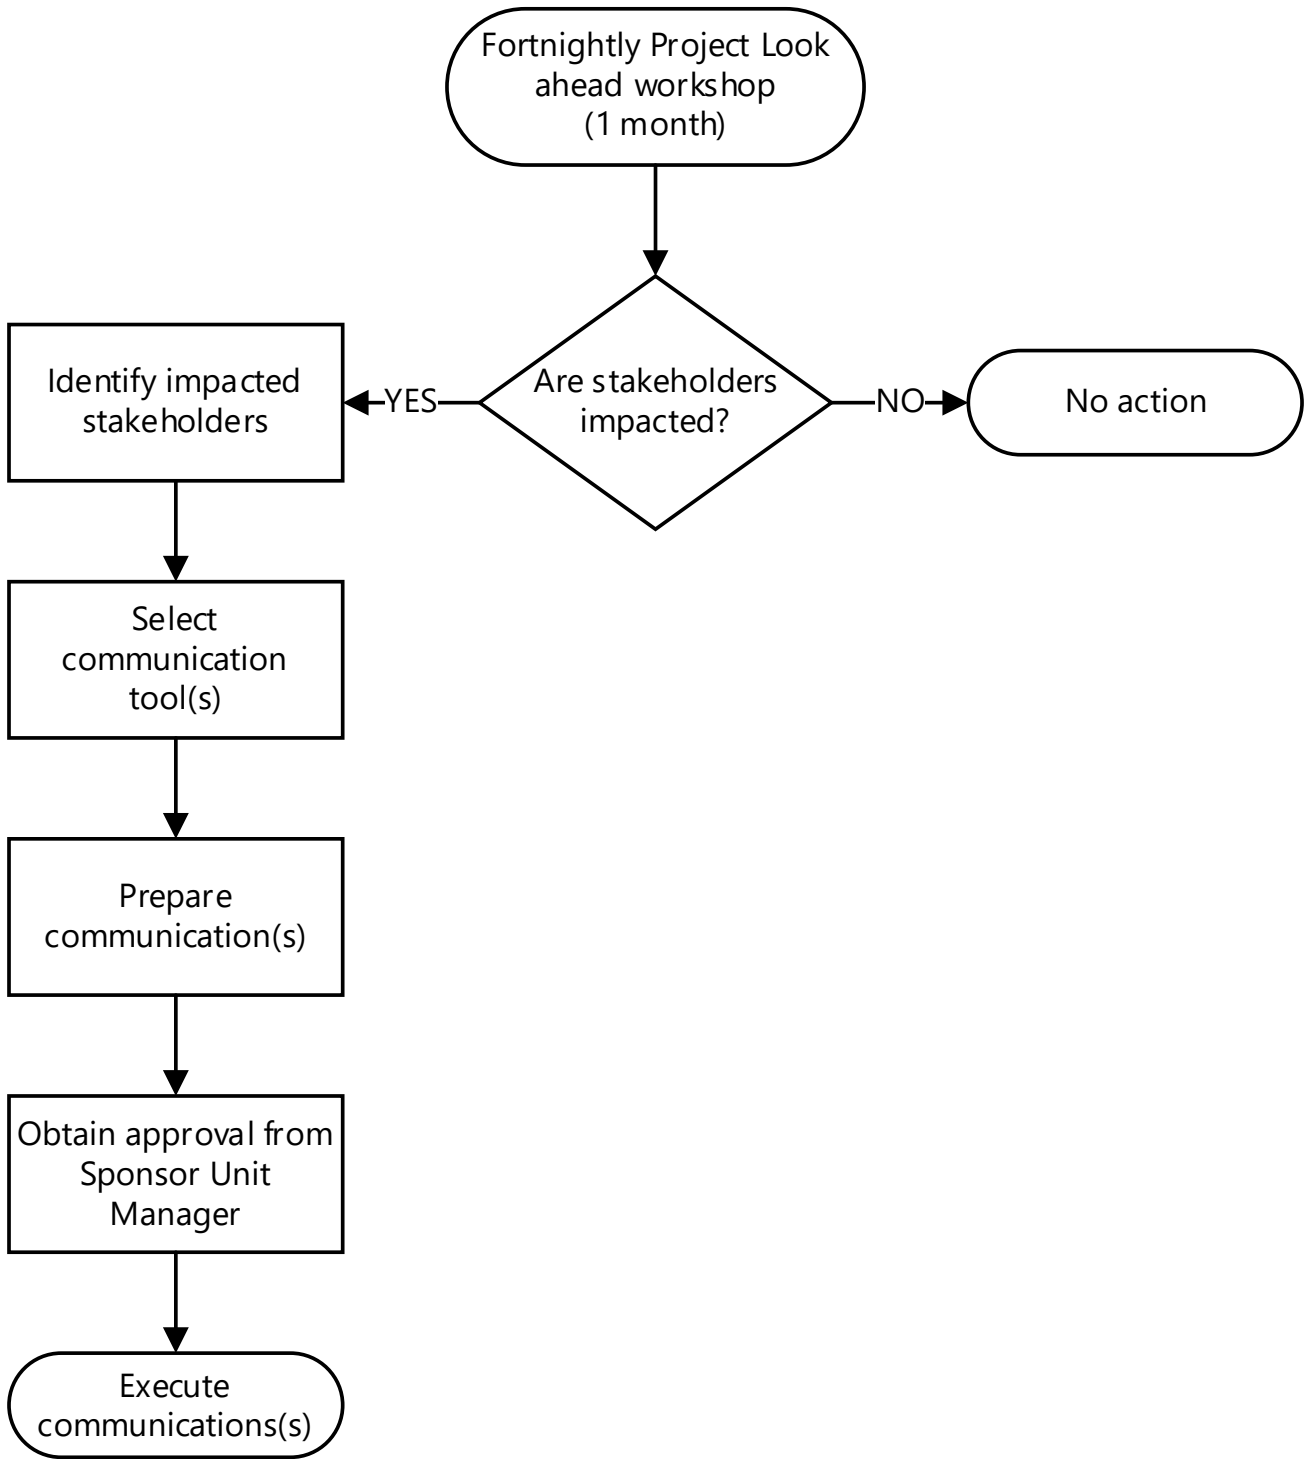 Fortnightly Project Look
ahead workshop
(1 month)
Are stakeholders
impacted?
YES
NO
No action
Identify impacted
stakeholders
Select
communication
tool(s)
Prepare
communication(s)
Obtain approval from
Sponsor Unit
Manager
Execute
communications(s)